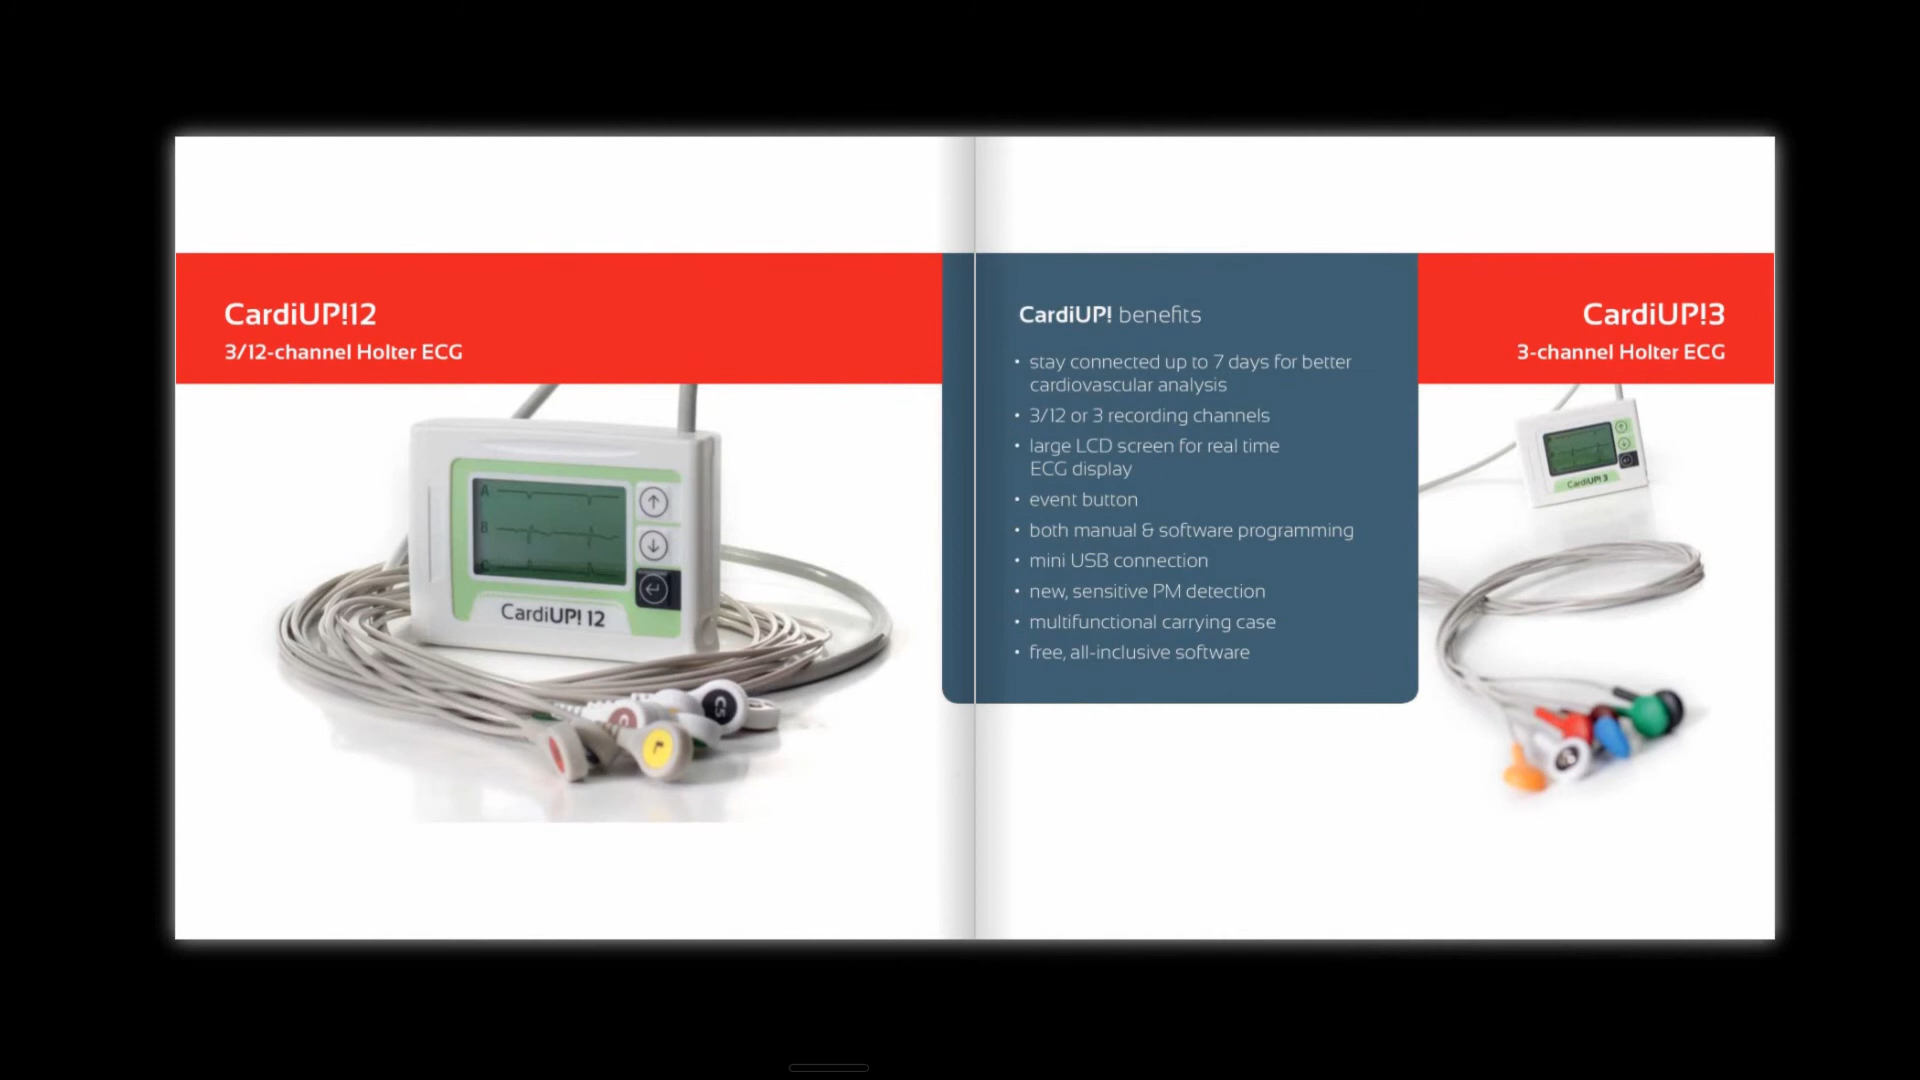 CardiUP!12
3/12-channel Holter ECG
A
B
C
CardiUP! 12
C5
CardiUP! benefits
• stay connected up to 7 days for better
cardiovascular analysis
• 3/12 or 3 recording channels
• large LCD screen for real time
ECG display
• event button
• both manual & software programming
• mini USB connection
• new, sensitive PM detection
• multifunctional carrying case
• free, all-inclusive software
CardiUP!3
3-channel Holter ECG
CardiUP! 3